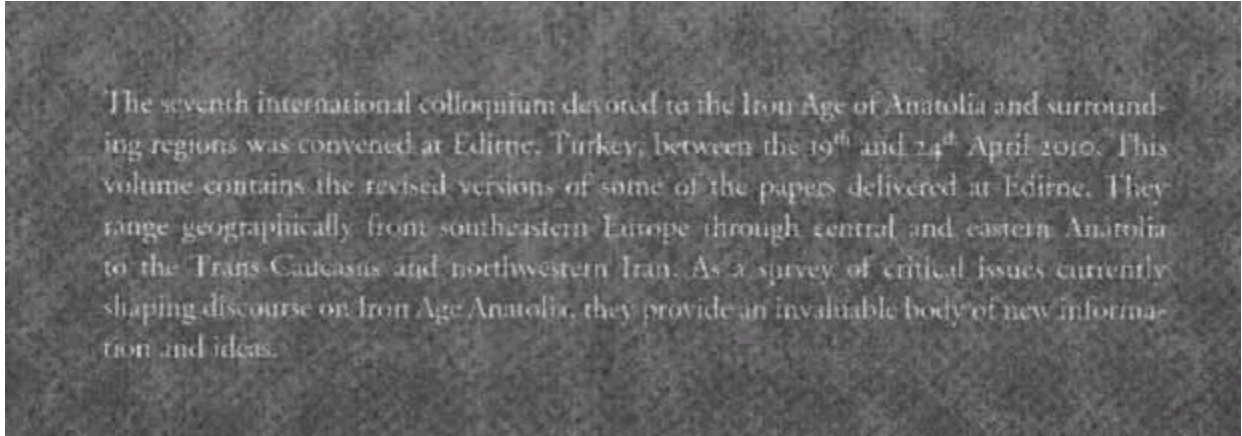 The seventh international colloquium devoted to the Iron Age of Anatolia and surround-
ing regions was convened at Edirne, Turkey, between the 19th and 24th April 2010. This
volume contains the revised versions of some of the papers delivered at Edirne. They
range geographically from southeastern Europe through central and eastern Anatolia
to the Trans-Caucasus and northwestern Iran. As a survey of critical issues currently
shaping discourse on Iron Age Anatolia, they provide an invaluable body of new informa-
tion and ideas.